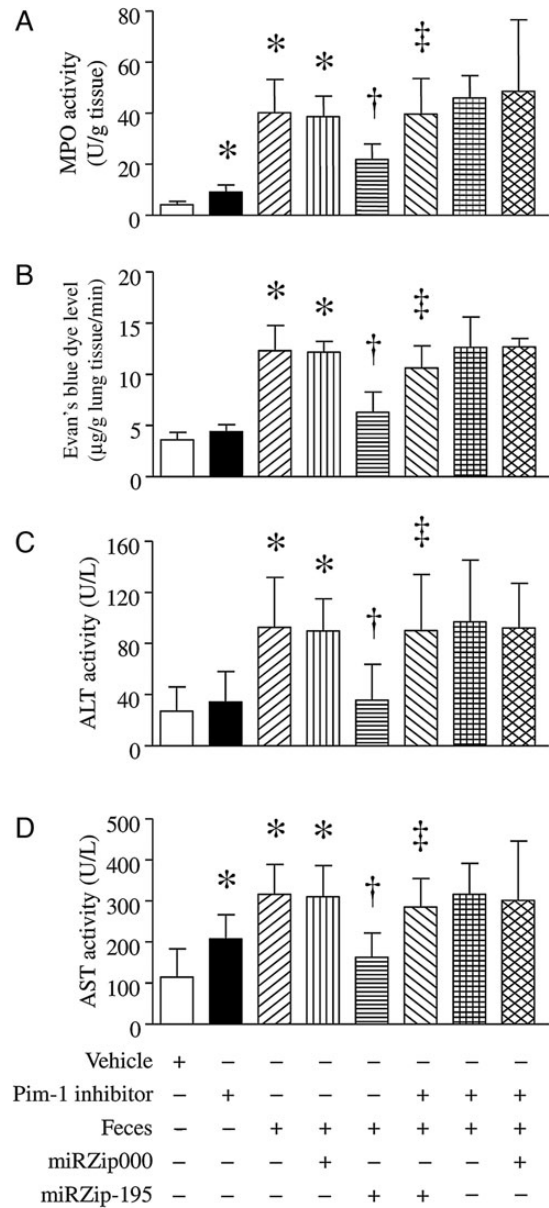 A
MPO activity
(U/g tissue)
80
60
40
20
0
* * * * † ‡
B
Evan's blue dye level
(µg/g lung tissue/min)
20
15
10
5
0
* * † ‡
C
ALT activity (U/L)
160
120
80
40
0
* * † ‡
D
AST activity (U/L)
500
400
300
200
100
0
* * * † ‡
Vehicle + – – – – – – –
Pim-1 inhibitor – + – – – + + +
Feces – – + + + + + +
miRZip000 – – – + – – – +
miRZip-195 – – – – + + – –